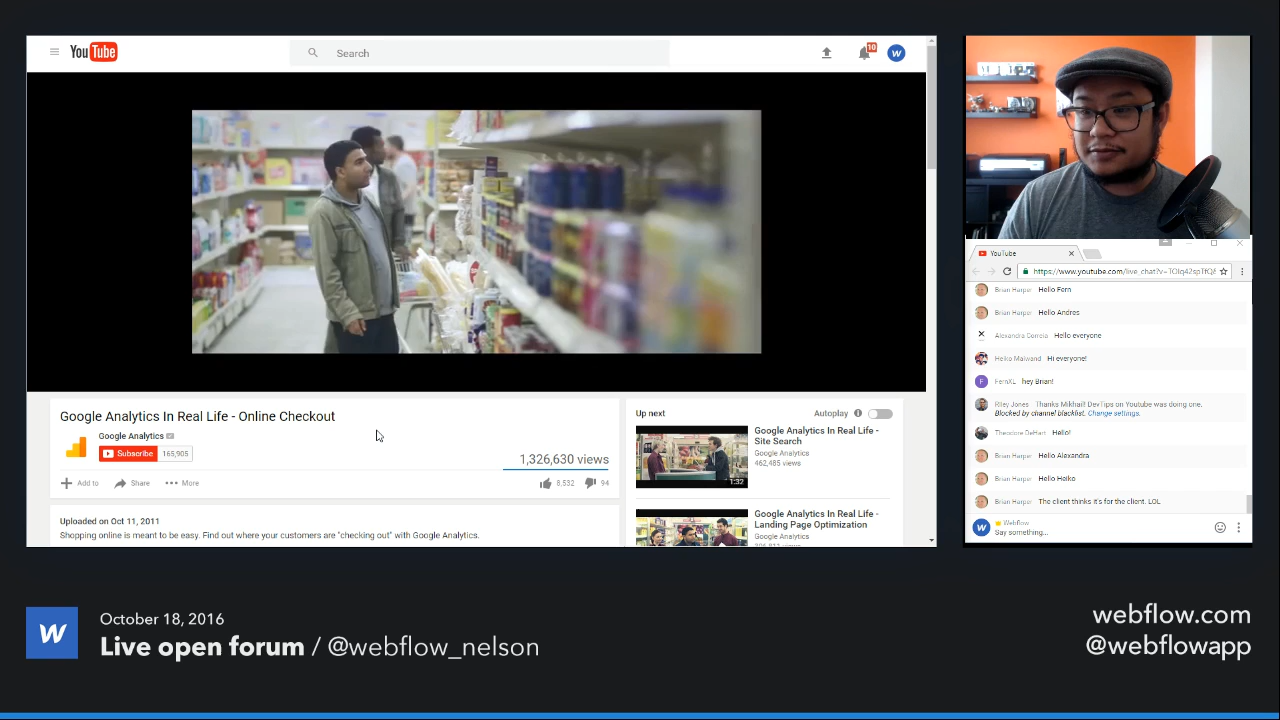 YouTube
Search
10
w
Google Analytics In Real Life - Online Checkout
Google Analytics
Subscribe 165,905
1,326,630 views
Add to Share More
8,532 94
Uploaded on Oct 11, 2011
Shopping online is meant to be easy. Find out where your customers are "checking out" with Google Analytics.
Up next
Autoplay
1:32
Google Analytics In Real Life -
Site Search
Google Analytics
462,485 views
Google Analytics In Real Life -
Landing Page Optimization
Google Analytics
YouTube
Brian Harper Hello Fern
Brian Harper Hello Andres
Alexandra Correia Hello everyone
Heiko Maiwand Hi everyone!
F
FernXL hey Brian!
Riley Jones Thanks Mikhail! DevTips on Youtube was doing one.
Blocked by channel blacklist. Change settings.
Theodore DeHart Hello!
Brian Harper Hello Alexandra
Brian Harper Hello Heiko
Brian Harper The client thinks it's for the client. LOL
w
Webflow
Say something...
w
October 18, 2016
Live open forum / @webflow_nelson
webflow.com
@webflowapp